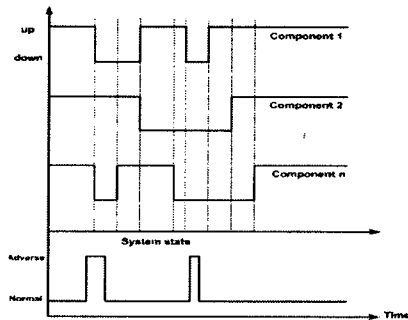 up
Component 1
down
Component 2
Component n
System state
Adverse
Normal
Time